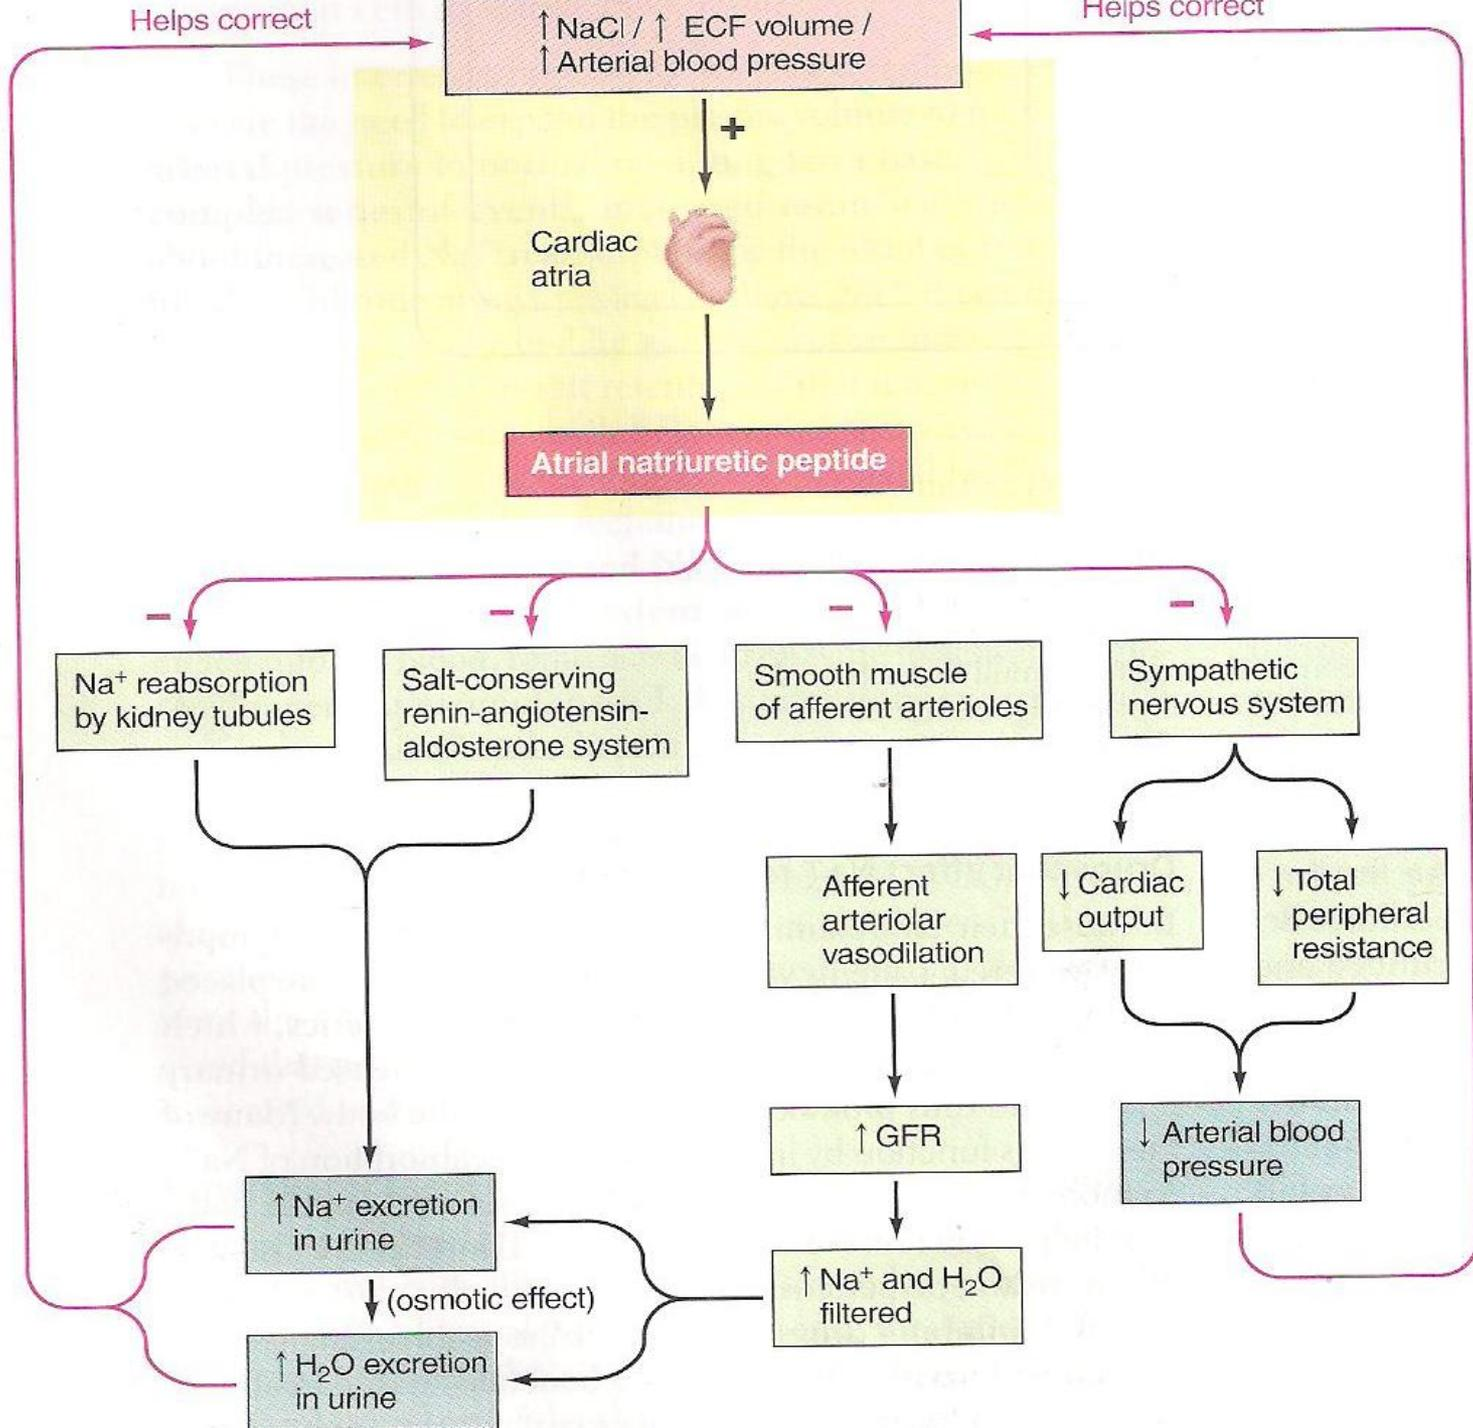 Helps correct
Helps correct
↑NaCl / ↑ ECF volume /
↑Arterial blood pressure
+
Cardiac
atria
Atrial natriuretic peptide
−
−
−
−
Na⁺ reabsorption
by kidney tubules
Salt-conserving
renin-angiotensin-
aldosterone system
Smooth muscle
of afferent arterioles
Sympathetic
nervous system
Afferent
arteriolar
vasodilation
↓ Cardiac
output
↓ Total
peripheral
resistance
↑ GFR
↓ Arterial blood
pressure
↑ Na⁺ excretion
in urine
(osmotic effect)
↑ Na⁺ and H₂O
filtered
↑ H₂O excretion
in urine